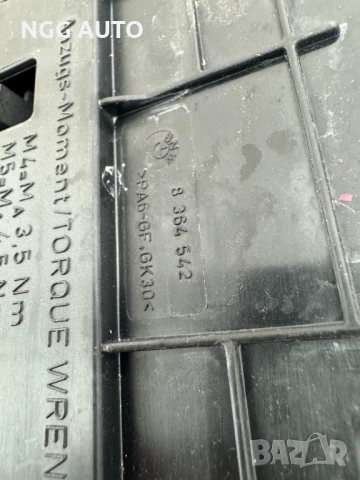 NGG AUTO
Anzugs-Moment/TORQUE WREN
M4=MA 3,5 Nm
8 364 542
>PA6-GF,GK30<
BAZAR